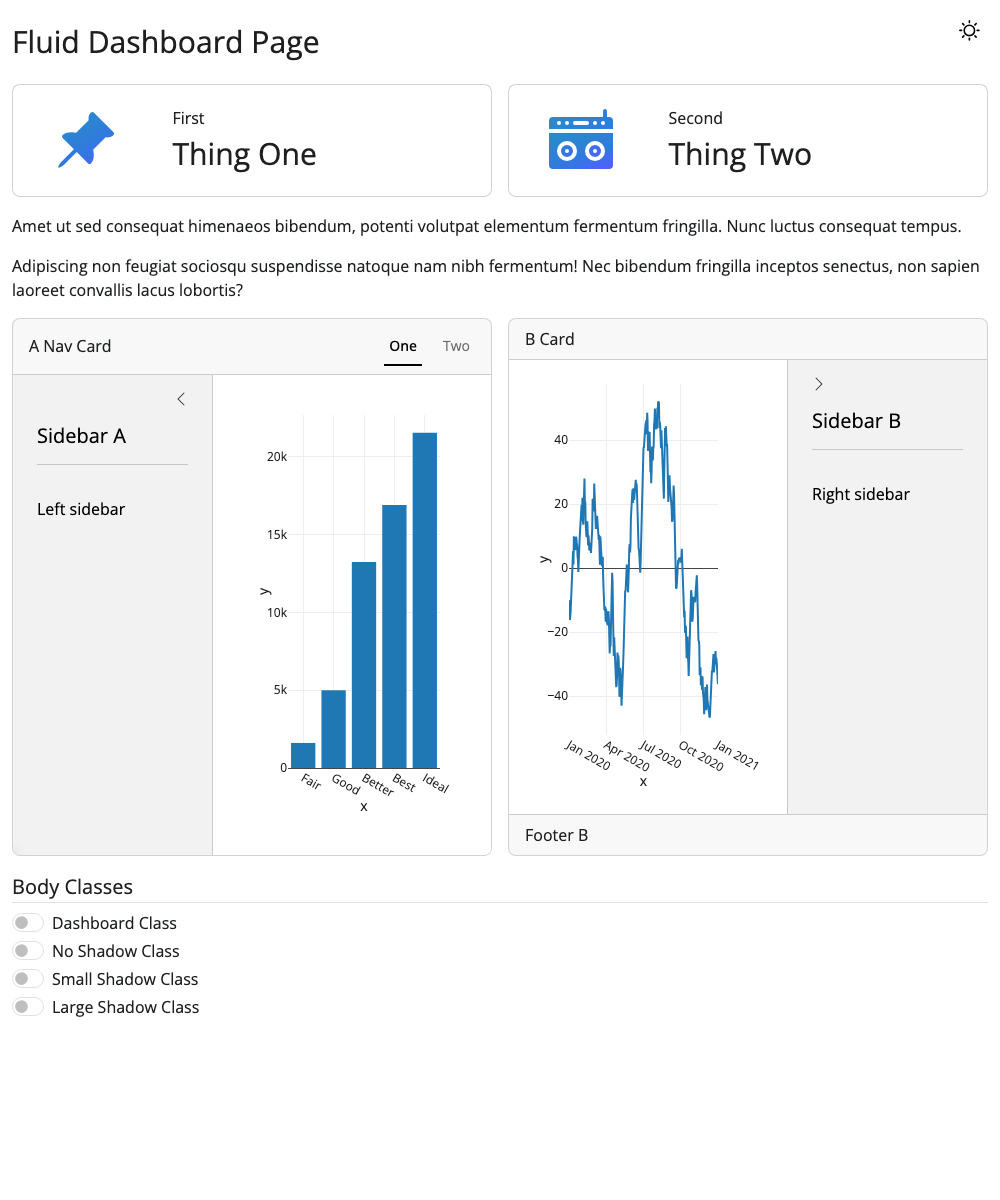 Fluid Dashboard Page
First
Thing One
Second
Thing Two
Amet ut sed consequat himenaeos bibendum, potenti volutpat elementum fermentum fringilla. Nunc luctus consequat tempus.
Adipiscing non feugiat sociosqu suspendisse natoque nam nibh fermentum! Nec bibendum fringilla inceptos senectus, non sapien
laoreet convallis lacus lobortis?
A Nav Card
One
Two
Sidebar A
Left sidebar
20k
15k
10k
5k
0
y
Fair
Good
Better
Best
Ideal
x
B Card
40
20
0
−20
−40
y
Jan 2020
Apr 2020
Jul 2020
Oct 2020
Jan 2021
x
Sidebar B
Right sidebar
Footer B
Body Classes
Dashboard Class
No Shadow Class
Small Shadow Class
Large Shadow Class